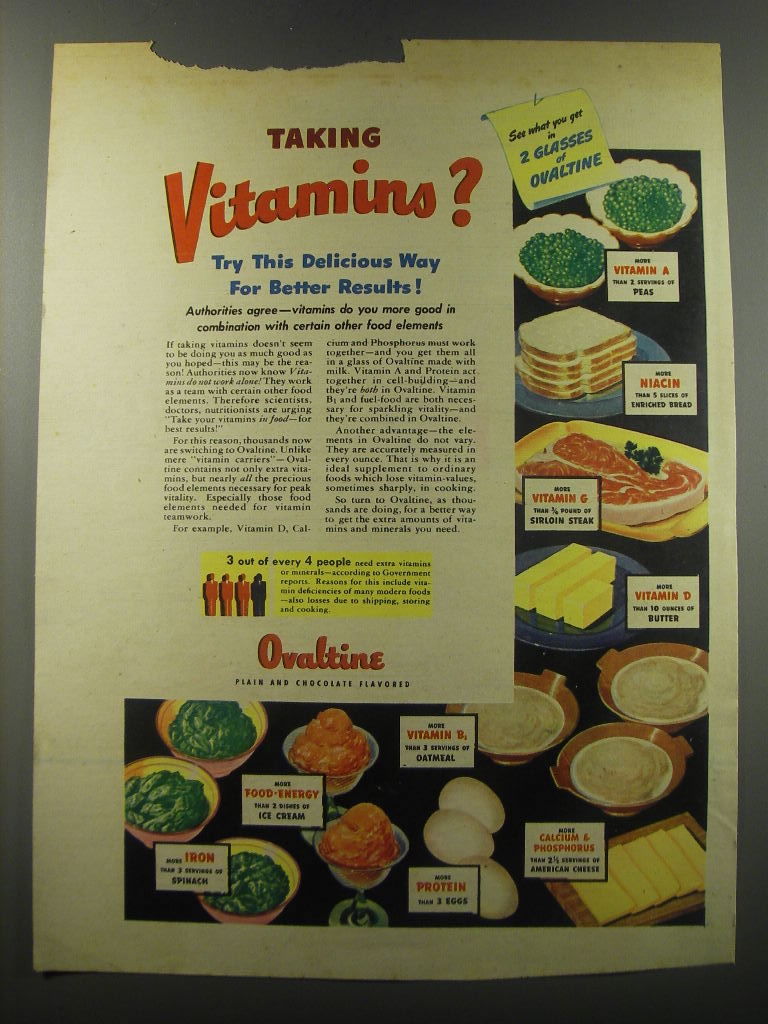 TAKING
Vitamins?
Try This Delicious Way
For Better Results!
Authorities agree—vitamins do you more good in
combination with certain other food elements
If taking vitamins doesn't seem
to be doing you as much good as
you hoped—this may be the rea-
son! Authorities now know Vita-
mins do not work alone! They work
as a team with certain other food
elements. Therefore scientists,
doctors, nutritionists are urging
"Take your vitamins in food—for
best results!"
For this reason, thousands now
are switching to Ovaltine. Unlike
mere "vitamin carriers"—Oval-
tine contains not only extra vita-
mins, but nearly all the precious
food elements necessary for peak
vitality. Especially those food
elements needed for vitamin
teamwork.
For example, Vitamin D, Cal-
cium and Phosphorus must work
together—and you get them all
in a glass of Ovaltine made with
milk. Vitamin A and Protein act
together in cell-building—and
they're both in Ovaltine. Vitamin
B1 and fuel-food are both neces-
sary for sparkling vitality—and
they're combined in Ovaltine.
Another advantage—the ele-
ments in Ovaltine do not vary.
They are accurately measured in
every ounce. That is why it is an
ideal supplement to ordinary
foods which lose vitamin-values,
sometimes sharply, in cooking.
So turn to Ovaltine, as thou-
sands are doing, for a better way
to get the extra amounts of vita-
mins and minerals you need.
3 out of every 4 people need extra vitamins
or minerals—according to Government
reports. Reasons for this include vita-
min deficiencies of many modern foods
—also losses due to shipping, storing
and cooking.
Ovaltine
PLAIN AND CHOCOLATE FLAVORED
See what you get
in
2 GLASSES
of
OVALTINE
MORE
VITAMIN A
THAN 2 SERVINGS OF
PEAS
MORE
NIACIN
THAN 5 SLICES OF
ENRICHED BREAD
MORE
VITAMIN G
THAN ¾ POUND OF
SIRLOIN STEAK
MORE
VITAMIN D
THAN 10 OUNCES OF
BUTTER
MORE
VITAMIN B1
THAN 3 SERVINGS OF
OATMEAL
MORE
FOOD-ENERGY
THAN 2 DISHES OF
ICE CREAM
MORE IRON
THAN 3 SERVINGS OF
SPINACH
MORE
PROTEIN
THAN 3 EGGS
MORE
CALCIUM &
PHOSPHORUS
THAN 2½ SERVINGS OF
AMERICAN CHEESE